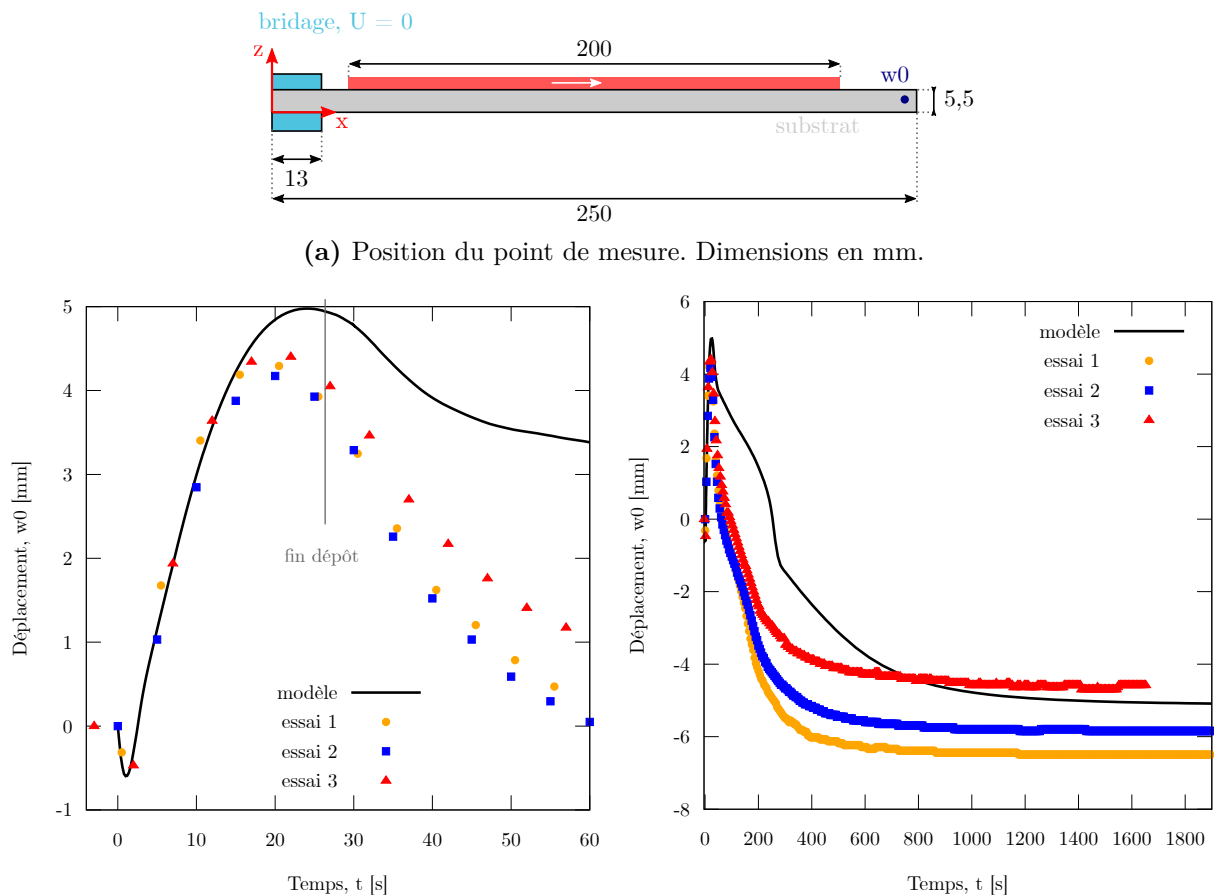 bridage, U = 0
z
200
w0
5,5
x
substrat
13
250
(a) Position du point de mesure. Dimensions en mm.
5
4
3
2
1
0
-1
Déplacement, w0 [mm]
fin dépôt
modèle
essai 1
essai 2
essai 3
0 10 20 30 40 50 60
Temps, t [s]
6
4
2
0
-2
-4
-6
-8
Déplacement, w0 [mm]
modèle
essai 1
essai 2
essai 3
0 200 400 600 800 1000 1200 1400 1600 1800
Temps, t [s]